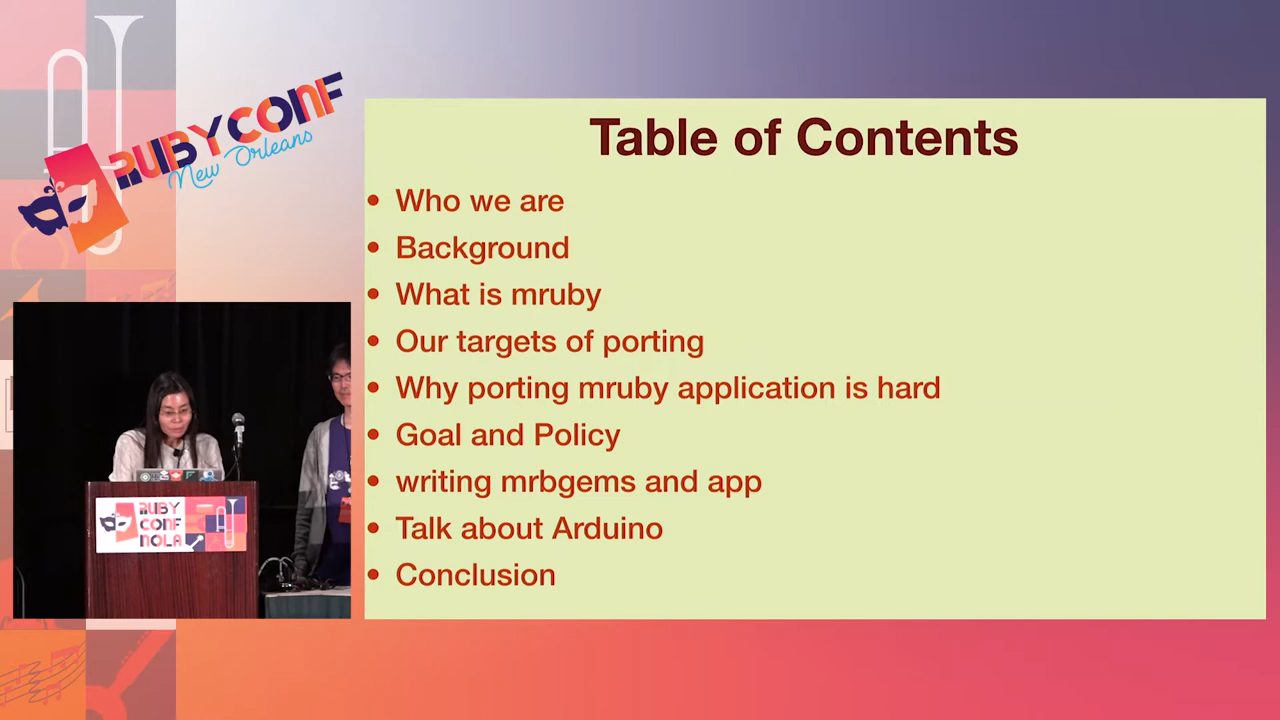 RUBYCONF
New Orleans
Table of Contents
• Who we are
• Background
• What is mruby
• Our targets of porting
• Why porting mruby application is hard
• Goal and Policy
• writing mrbgems and app
• Talk about Arduino
• Conclusion
RUBY
CONF
NOLA